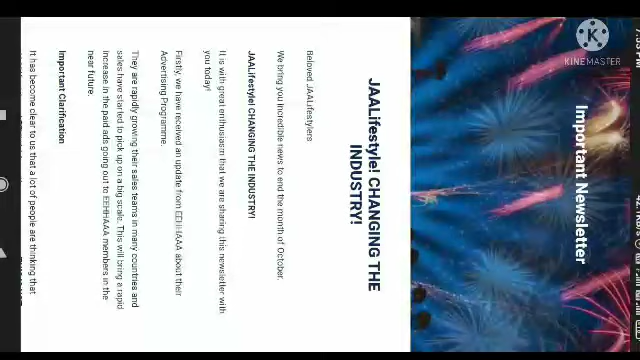 KINEMASTER
Important Newsletter
JAALifestyle! CHANGING THE
INDUSTRY!
Beloved JAALifestylers
We bring you incredible news to end the month of October.
JAALifestyle! CHANGING THE INDUSTRY!
It is with great enthusiasm that we are sharing this newsletter with
you today!
Firstly, we have received an update from EEHHAAA about their
Advertising Programme.
They are rapidly growing their sales teams in many countries and
sales have started to pick up on a big scale. This will bring a rapid
increase in the paid ads going out to EEHHAAA members in the
near future.
Important Clarification
It has become clear to us that a lot of people are thinking that